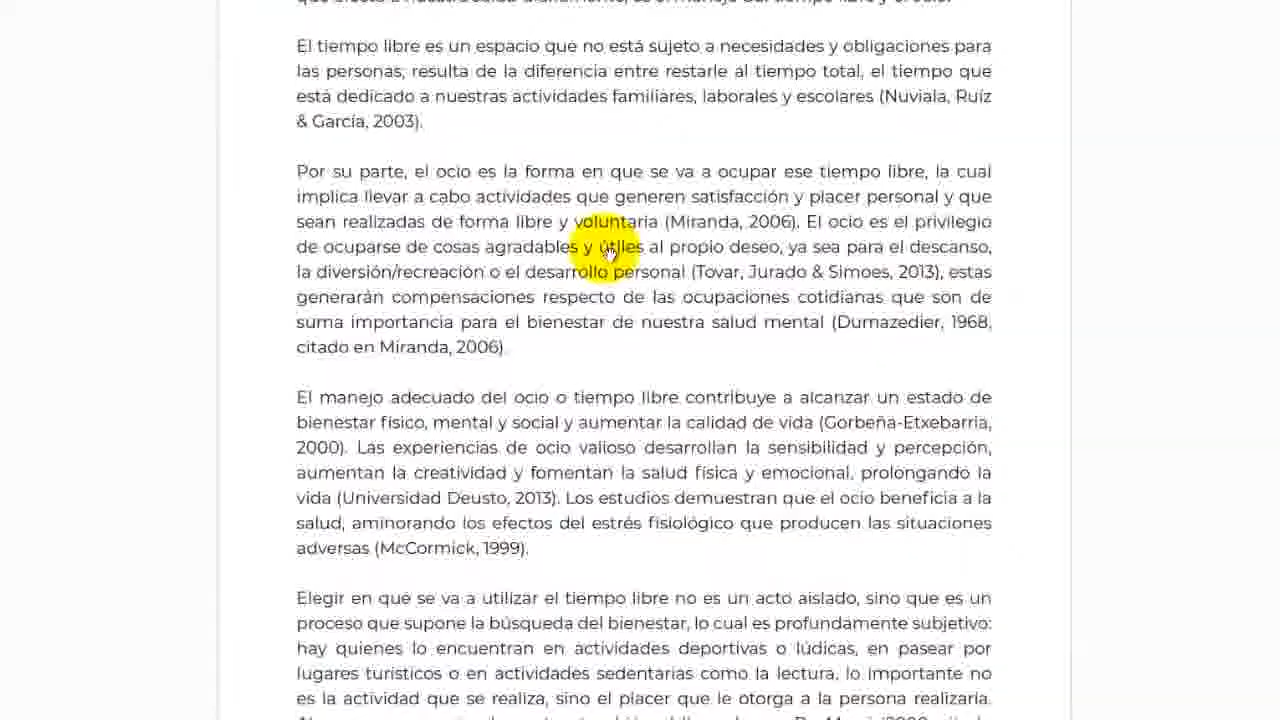 El tiempo libre es un espacio que no está sujeto a necesidades y obligaciones para
las personas, resulta de la diferencia entre restarle al tiempo total, el tiempo que
está dedicado a nuestras actividades familiares, laborales y escolares (Nuviala, Ruíz
& García, 2003).
Por su parte, el ocio es la forma en que se va a ocupar ese tiempo libre, la cual
implica llevar a cabo actividades que generen satisfacción y placer personal y que
sean realizadas de forma libre y voluntaria (Miranda, 2006). El ocio es el privilegio
de ocuparse de cosas agradables y útiles al propio deseo, ya sea para el descanso,
la diversión/recreación o el desarrollo personal (Tovar, Jurado & Simoes, 2013), estas
generarán compensaciones respecto de las ocupaciones cotidianas que son de
suma importancia para el bienestar de nuestra salud mental (Dumazedier, 1968,
citado en Miranda, 2006).
El manejo adecuado del ocio o tiempo libre contribuye a alcanzar un estado de
bienestar físico, mental y social y aumentar la calidad de vida (Gorbeña-Etxebarria,
2000). Las experiencias de ocio valioso desarrollan la sensibilidad y percepción,
aumentan la creatividad y fomentan la salud física y emocional, prolongando la
vida (Universidad Deusto, 2013). Los estudios demuestran que el ocio beneficia a la
salud, aminorando los efectos del estrés fisiológico que producen las situaciones
adversas (McCormick, 1999).
Elegir en qué se va a utilizar el tiempo libre no es un acto aislado, sino que es un
proceso que supone la búsqueda del bienestar, lo cual es profundamente subjetivo:
hay quienes lo encuentran en actividades deportivas o lúdicas, en pasear por
lugares turísticos o en actividades sedentarias como la lectura, lo importante no
es la actividad que se realiza, sino el placer que le otorga a la persona realizarla.